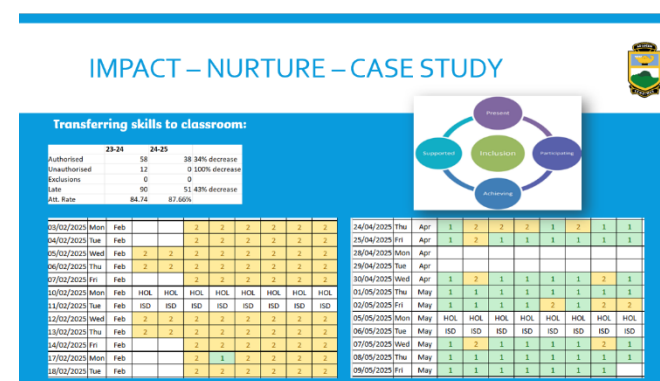 IMPACT – NURTURE – CASE STUDY
Transferring skills to classroom:
23-24 24-25
Authorised 58 38 34% decrease
Unauthorised 12 0 100% decrease
Exclusions 0 0
Late 90 51 43% decrease
Att. Rate 84.74 87.66%
Present
Supported
Inclusion
Participating
Achieving
03/02/2025 Mon Feb 2 2 2 2 2 2
04/02/2025 Tue Feb 2 2 2 2 2 2
05/02/2025 Wed Feb 2 2 2 2 2 2 2 2
06/02/2025 Thu Feb 2 2 2 2 2 2 2 2
07/02/2025 Fri Feb 2 2 2 2 2 2
10/02/2025 Mon Feb HOL HOL HOL HOL HOL HOL HOL HOL
11/02/2025 Tue Feb ISD ISD ISD ISD ISD ISD ISD ISD
12/02/2025 Wed Feb 2 2 2 2 2 2 2 2
13/02/2025 Thu Feb 2 2 2 2 2 2 2 2
14/02/2025 Fri Feb 2 2 2 2 2 2
17/02/2025 Mon Feb 2 1 2 2 2 2
18/02/2025 Tue Feb 2 2 2 2 2 2
24/04/2025 Thu Apr 1 2 2 2 1 2 1 1
25/04/2025 Fri Apr 1 2 1 1 1 1 1 1
28/04/2025 Mon Apr
29/04/2025 Tue Apr
30/04/2025 Wed Apr 1 2 1 1 1 1 2 1
01/05/2025 Thu May 1 1 1 1 1 1 1 1
02/05/2025 Fri May 1 1 1 1 2 1 2 2
05/05/2025 Mon May HOL HOL HOL HOL HOL HOL HOL HOL
06/05/2025 Tue May ISD ISD ISD ISD ISD ISD ISD ISD
07/05/2025 Wed May 1 2 1 1 1 1 2 1
08/05/2025 Thu May 1 1 1 1 1 1 1 1
09/05/2025 Fri May 1 1 1 1 1 1 1